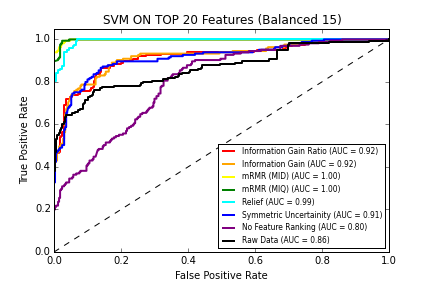 SVM ON TOP 20 Features (Balanced 15)
True Positive Rate
1.0
0.8
0.6
0.4
0.2
0.0
Information Gain Ratio (AUC = 0.92)
Information Gain (AUC = 0.92)
mRMR (MID) (AUC = 1.00)
mRMR (MIQ) (AUC = 1.00)
Relief (AUC = 0.99)
Symmetric Uncertainity (AUC = 0.91)
No Feature Ranking (AUC = 0.80)
Raw Data (AUC = 0.86)
0.0 0.2 0.4 0.6 0.8 1.0
False Positive Rate